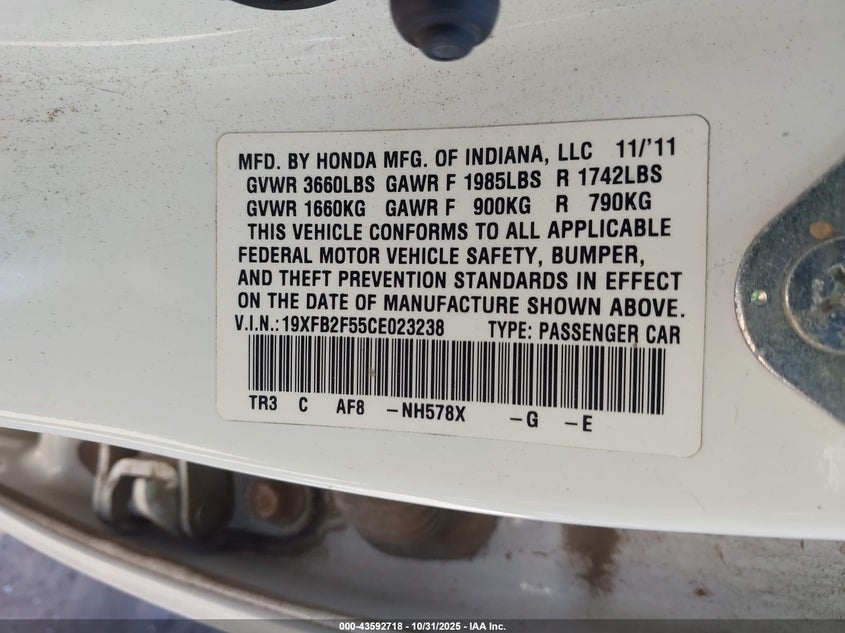 MFD. BY HONDA MFG. OF INDIANA, LLC 11/'11
GVWR 3660LBS GAWR F 1985LBS R 1742LBS
GVWR 1660KG GAWR F 900KG R 790KG
THIS VEHICLE CONFORMS TO ALL APPLICABLE
FEDERAL MOTOR VEHICLE SAFETY, BUMPER,
AND THEFT PREVENTION STANDARDS IN EFFECT
ON THE DATE OF MANUFACTURE SHOWN ABOVE.
V.I.N.:19XFB2F55CE023238 TYPE: PASSENGER CAR
TR3 C AF8 -NH578X -G -E
000-43592718 | 10/31/2025 - IAA Inc.